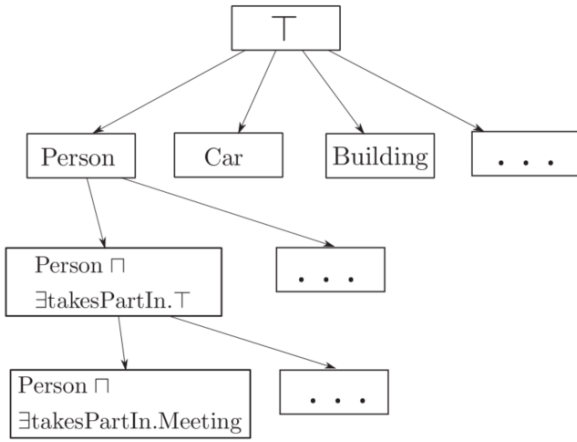 ⊤
Person
Car
Building
. . .
Person ⊓
∃takesPartIn.⊤
. . .
Person ⊓
∃takesPartIn.Meeting
. . .